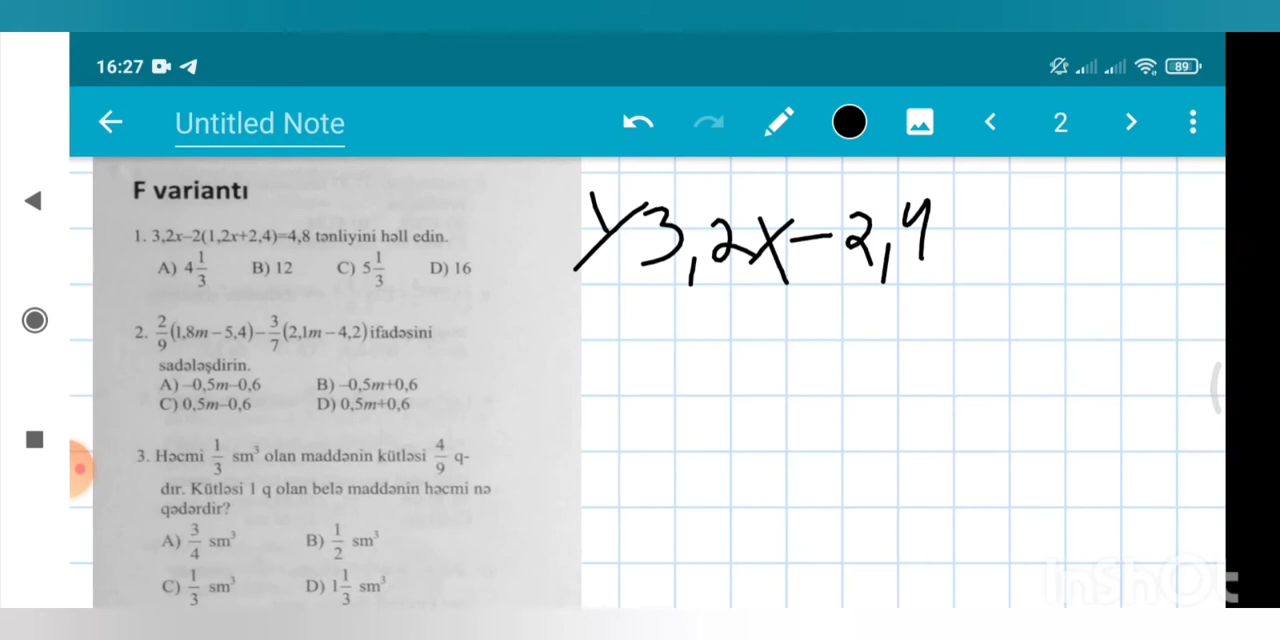 16:27
89
Untitled Note
2
F variantı
1. 3,2x–2(1,2x+2,4)=4,8 tənliyini həll edin.
A) 4 1/3 B) 12 C) 5 1/3 D) 16
2. 2/9 (1,8m – 5,4) – 3/7 (2,1m – 4,2) ifadəsini
sadələşdirin.
A) –0,5m–0,6 B) –0,5m+0,6
C) 0,5m–0,6 D) 0,5m+0,6
3. Həcmi 1/3 sm³ olan maddənin kütləsi 4/9 q-
dır. Kütləsi 1 q olan belə maddənin həcmi nə
qədərdir?
A) 3/4 sm³ B) 1/2 sm³
C) 1/3 sm³ D) 1 1/3 sm³
y3,2x-2,4
InShot